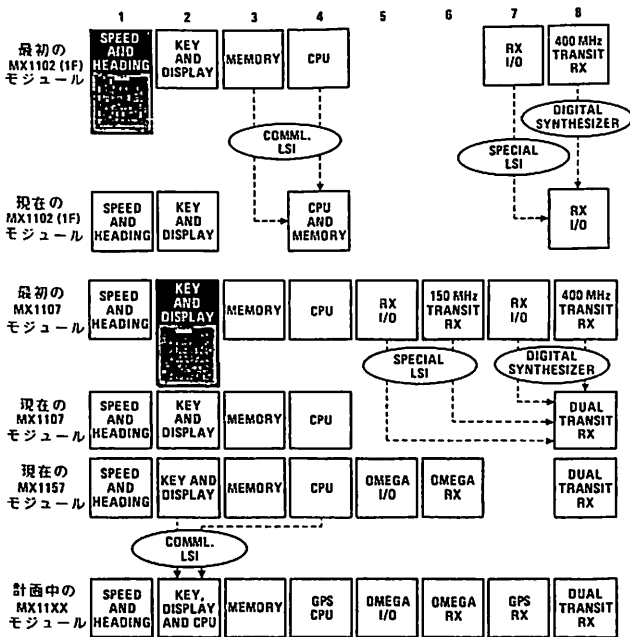 1 2 3 4 5 6 7 8
最初の
MX1102 (1F)
モジュール
SPEED
AND
HEADING
KEY
AND
DISPLAY
MEMORY
CPU
RX
I/O
400 MHz
TRANSIT
RX
COMML.
LSI
DIGITAL
SYNTHESIZER
SPECIAL
LSI
現在の
MX1102 (1F)
モジュール
SPEED
AND
HEADING
KEY
AND
DISPLAY
CPU
AND
MEMORY
RX
I/O
最初の
MX1107
モジュール
SPEED
AND
HEADING
KEY
AND
DISPLAY
MEMORY
CPU
RX
I/O
150 MHz
TRANSIT
RX
RX
I/O
400 MHz
TRANSIT
RX
SPECIAL
LSI
DIGITAL
SYNTHESIZER
現在の
MX1107
モジュール
SPEED
AND
HEADING
KEY
AND
DISPLAY
MEMORY
CPU
DUAL
TRANSIT
RX
現在の
MX1157
モジュール
SPEED
AND
HEADING
KEY AND
DISPLAY
MEMORY
CPU
OMEGA
I/O
OMEGA
RX
DUAL
TRANSIT
RX
COMML.
LSI
計画中の
MX11XX
モジュール
SPEED
AND
HEADING
KEY,
DISPLAY
AND CPU
MEMORY
GPS
CPU
OMEGA
I/O
OMEGA
RX
GPS
RX
DUAL
TRANSIT
RX